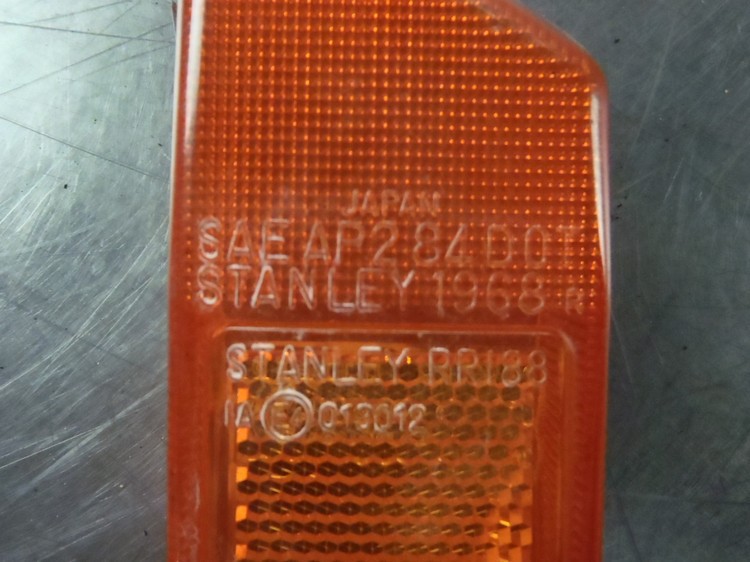 JAPAN
SAE AP2 84 DOT
STANLEY 1968 R
STANLEY RR188
IA E4 013012